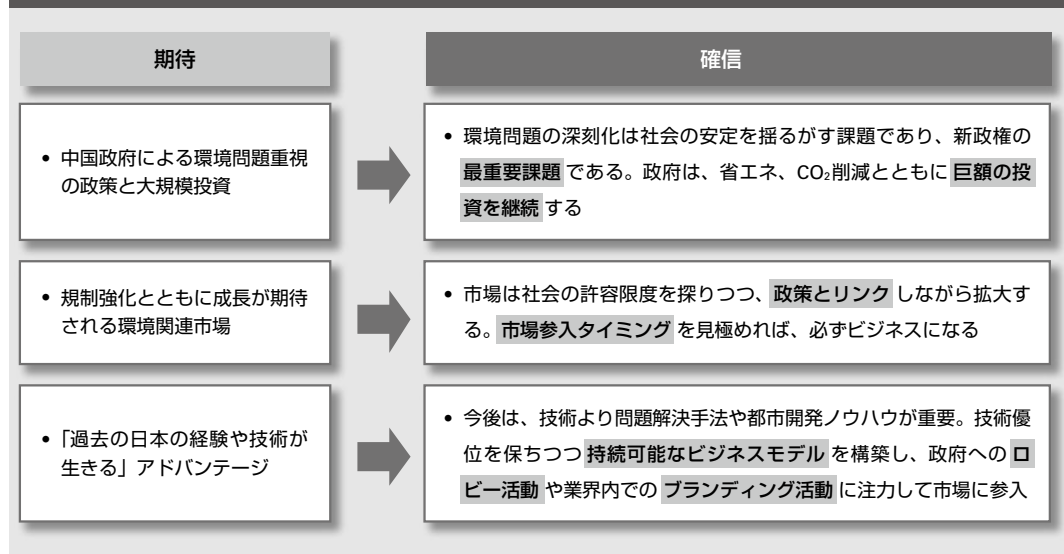 期待
確信
• 中国政府による環境問題重視
の政策と大規模投資
• 環境問題の深刻化は社会の安定を揺るがす課題であり、新政権の
最重要課題である。政府は、省エネ、CO₂削減とともに巨額の投
資を継続する
• 規制強化とともに成長が期待
される環境関連市場
• 市場は社会の許容限度を探りつつ、政策とリンクしながら拡大す
る。市場参入タイミングを見極めれば、必ずビジネスになる
• 「過去の日本の経験や技術が
生きる」アドバンテージ
• 今後は、技術より問題解決手法や都市開発ノウハウが重要。技術優
位を保ちつつ持続可能なビジネスモデルを構築し、政府へのロ
ビー活動や業界内でのブランディング活動に注力して市場に参入